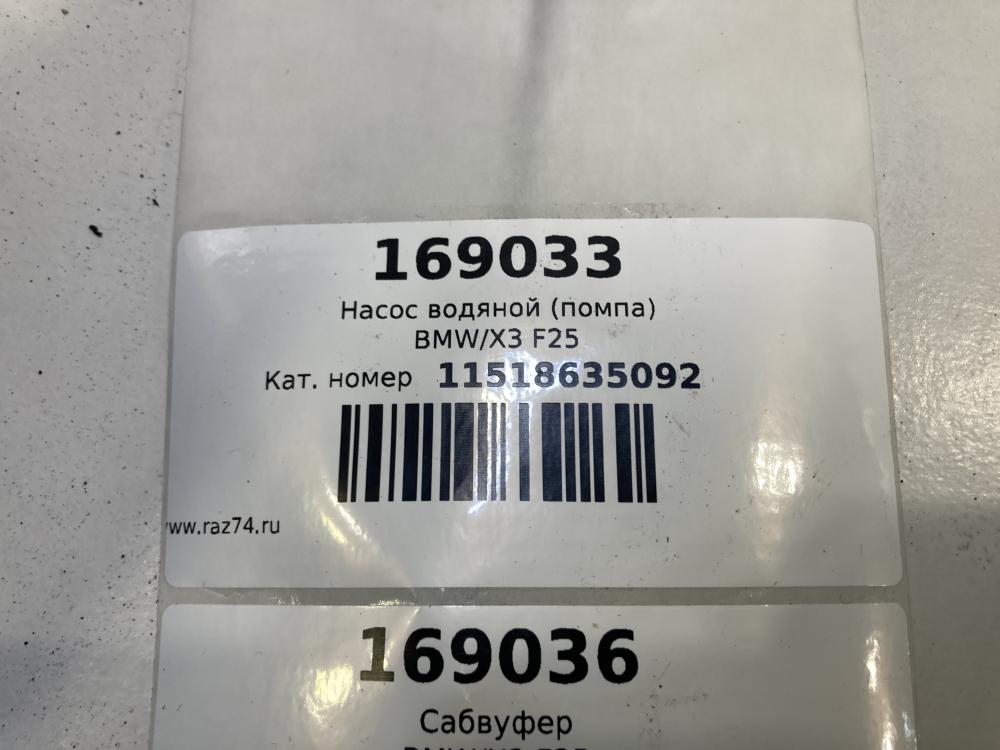 169033
Насос водяной (помпа)
BMW/X3 F25
Кат. номер 11518635092
www.raz74.ru
169036
Сабвуфер